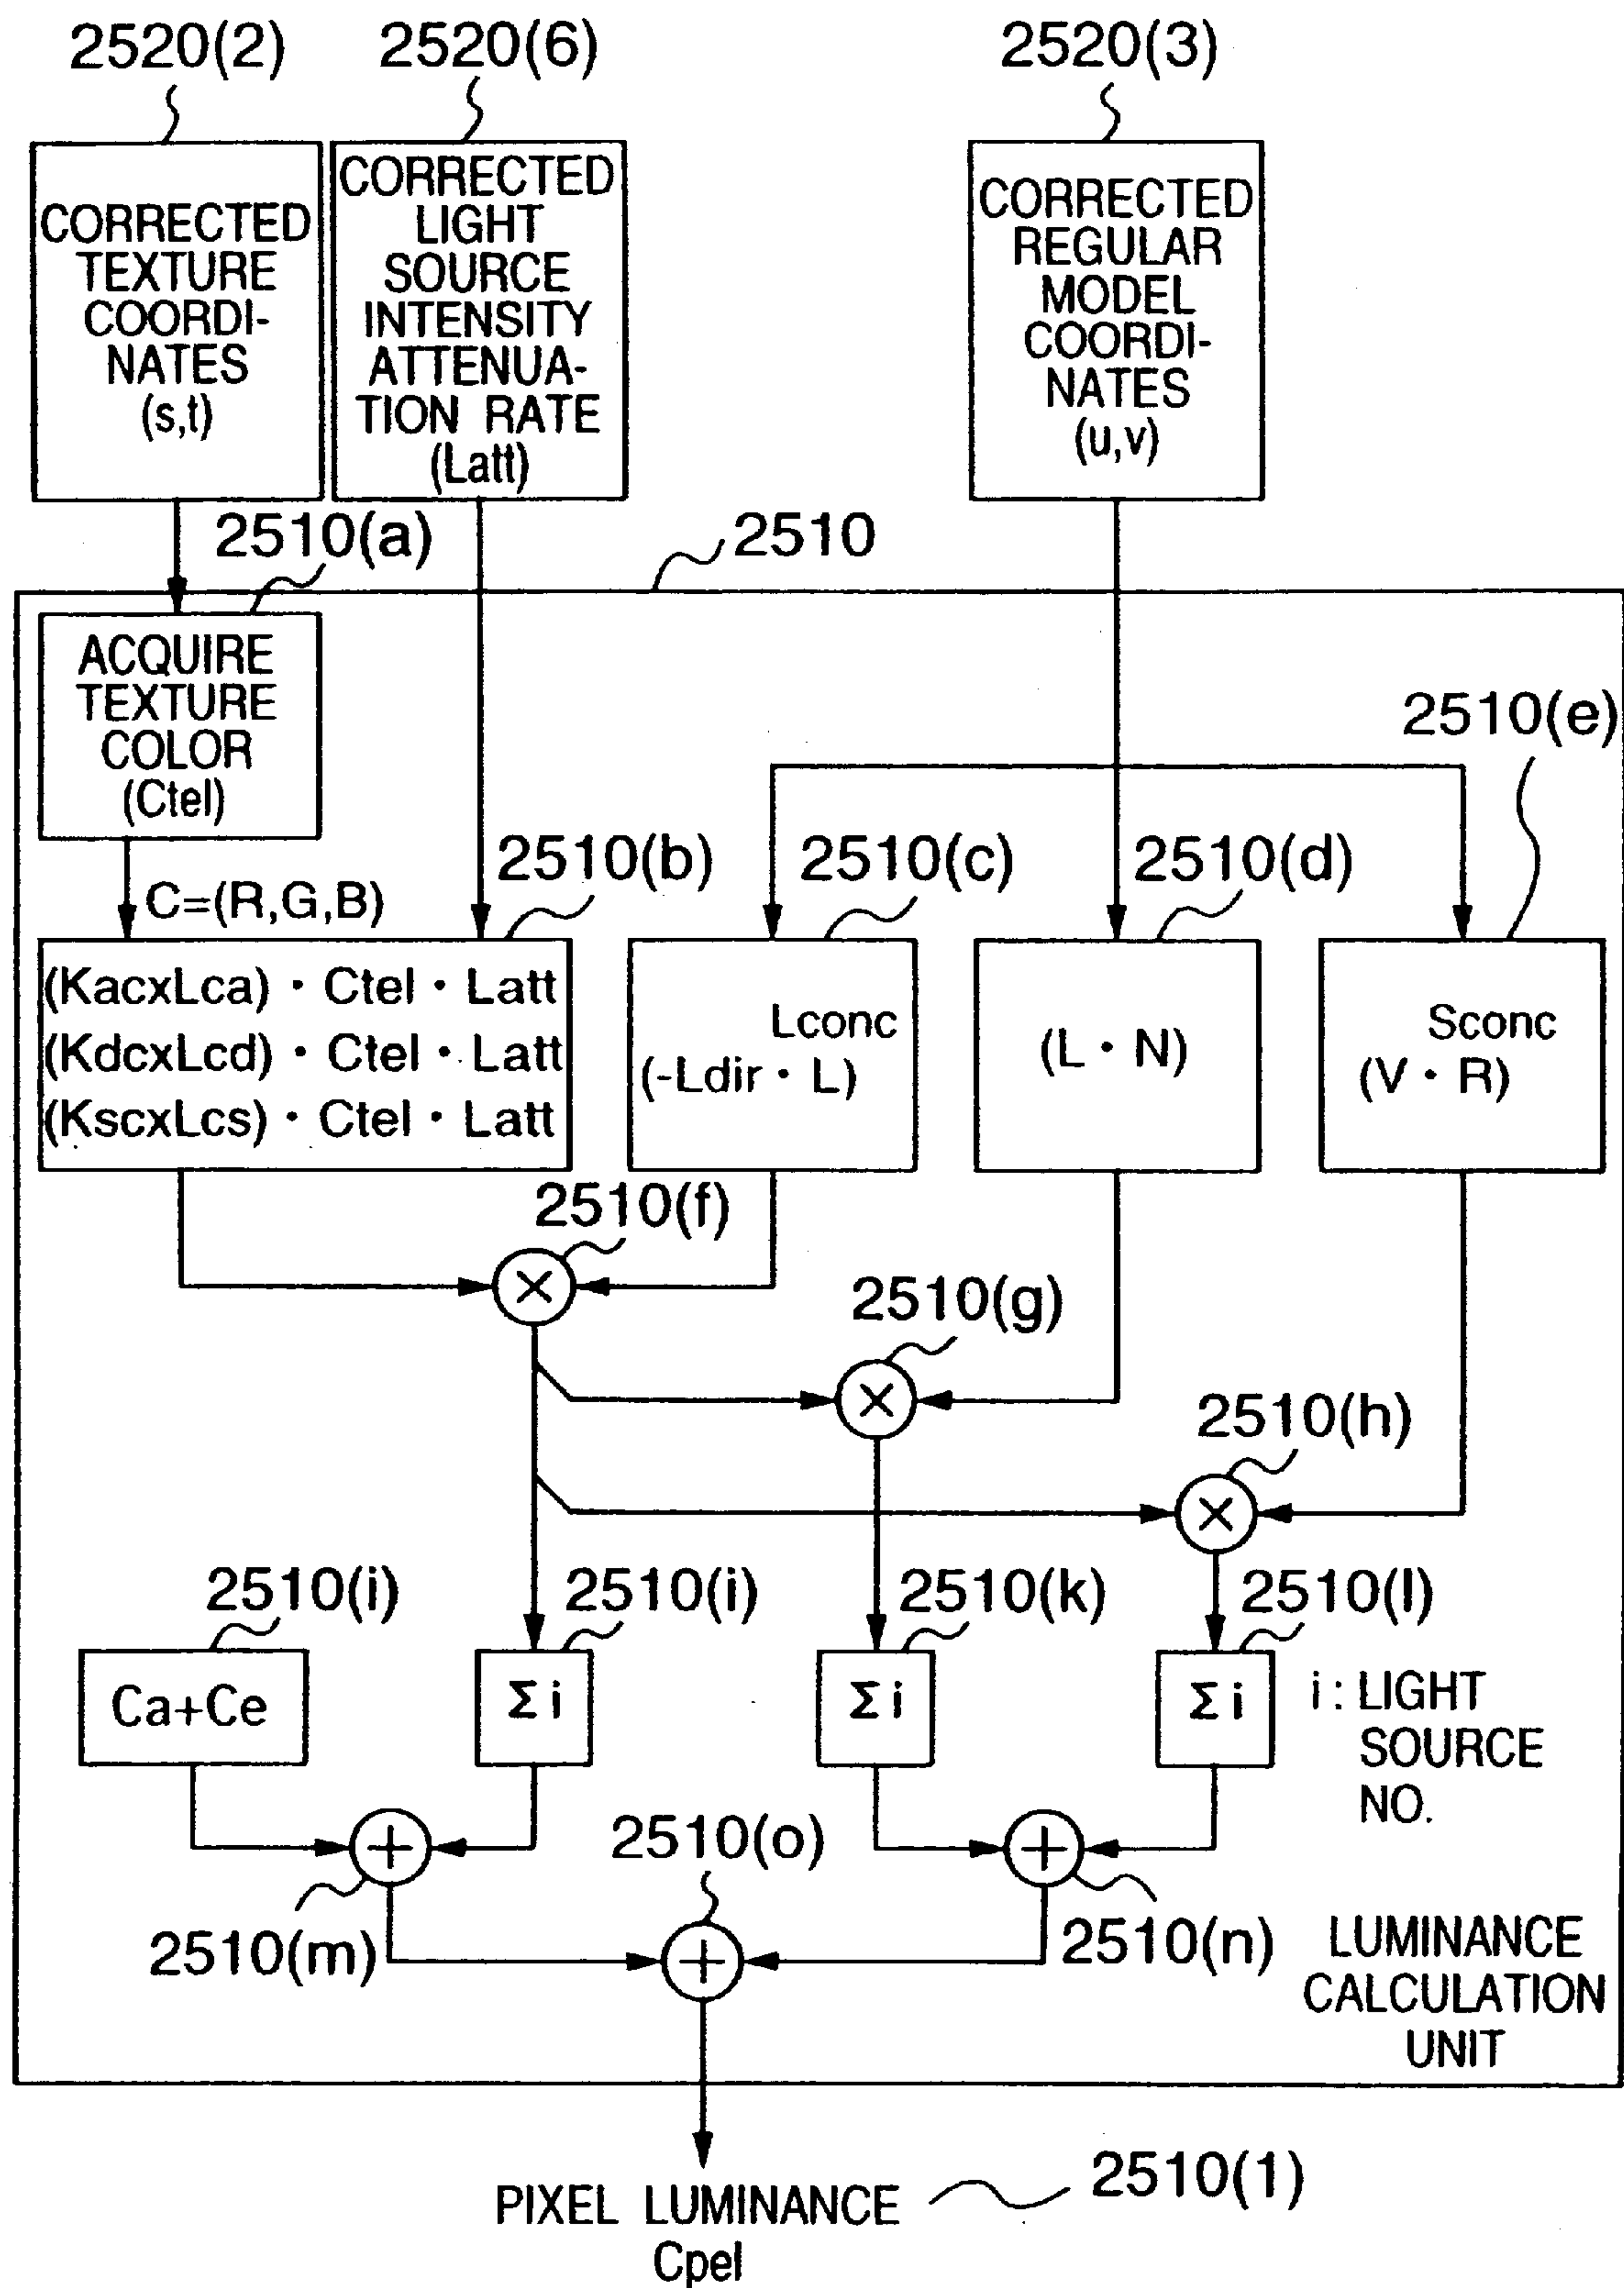 2520(2)
2520(6)
2520(3)
CORRECTED
TEXTURE
COORDI-
NATES
(s,t)
CORRECTED
LIGHT
SOURCE
INTENSITY
ATTENUA-
TION RATE
(Latt)
CORRECTED
REGULAR
MODEL
COORDI-
NATES
(u,v)
2510(a)
2510
ACQUIRE
TEXTURE
COLOR
(Ctel)
2510(e)
C=(R,G,B)
2510(b)
2510(c)
2510(d)
(KacxLca) · Ctel · Latt
(KdcxLcd) · Ctel · Latt
(KscxLcs) · Ctel · Latt
Lconc
(-Ldir · L)
(L · N)
Sconc
(V · R)
2510(f)
×
2510(g)
×
2510(h)
×
2510(i)
2510(i)
2510(k)
2510(l)
Ca+Ce
Σ i
Σ i
Σ i
i : LIGHT
SOURCE
NO.
+
2510(o)
+
2510(m)
+
2510(n)
LUMINANCE
CALCULATION
UNIT
PIXEL LUMINANCE
Cpel
2510(1)